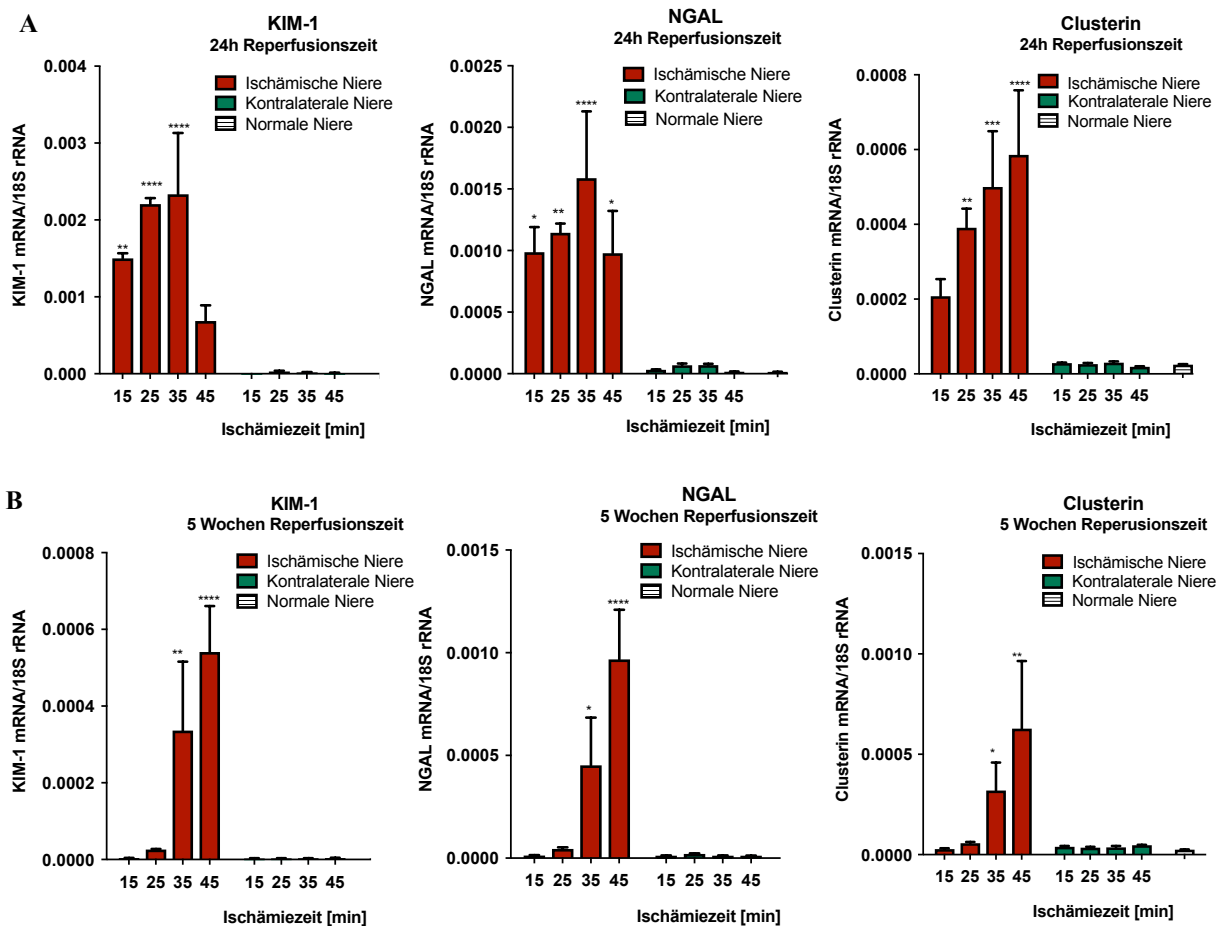 A
KIM-1
24h Reperfusionszeit
KIM-1 mRNA/18S rRNA
0.004
0.003
0.002
0.001
0.000
Ischämische Niere
Kontralaterale Niere
Normale Niere
** **** ****
15 25 35 45 15 25 35 45
Ischämiezeit [min]
NGAL
24h Reperfusionszeit
NGAL mRNA/18S rRNA
0.0025
0.0020
0.0015
0.0010
0.0005
0.0000
Ischämische Niere
Kontralaterale Niere
Normale Niere
* ** **** *
15 25 35 45 15 25 35 45
Ischämiezeit [min]
Clusterin
24h Reperfusionszeit
Clusterin mRNA/18S rRNA
0.0008
0.0006
0.0004
0.0002
0.0000
Ischämische Niere
Kontralaterale Niere
Normale Niere
** *** ****
15 25 35 45 15 25 35 45
Ischämiezeit [min]
B
KIM-1
5 Wochen Reperfusionszeit
KIM-1 mRNA/18S rRNA
0.0008
0.0006
0.0004
0.0002
0.0000
Ischämische Niere
Kontralaterale Niere
Normale Niere
** ****
15 25 35 45 15 25 35 45
Ischämiezeit [min]
NGAL
5 Wochen Reperfusionszeit
NGAL mRNA/18S rRNA
0.0015
0.0010
0.0005
0.0000
Ischämische Niere
Kontralaterale Niere
Normale Niere
* ****
15 25 35 45 15 25 35 45
Ischämiezeit [min]
Clusterin
5 Wochen Reperfusionszeit
Clusterin mRNA/18S rRNA
0.0015
0.0010
0.0005
0.0000
Ischämische Niere
Kontralaterale Niere
Normale Niere
* **
15 25 35 45 15 25 35 45
Ischämiezeit [min]